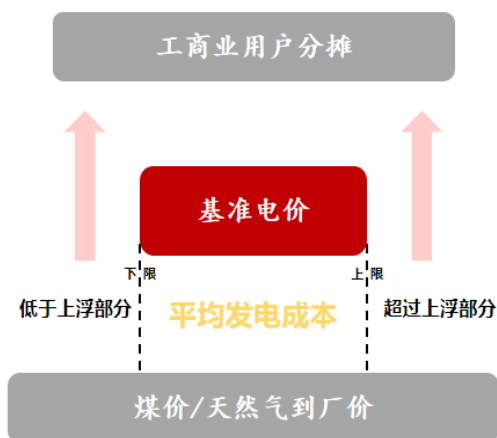 工商业用户分摊
基准电价
下限
上限
低于上浮部分
平均发电成本
超过上浮部分
煤价/天然气到厂价